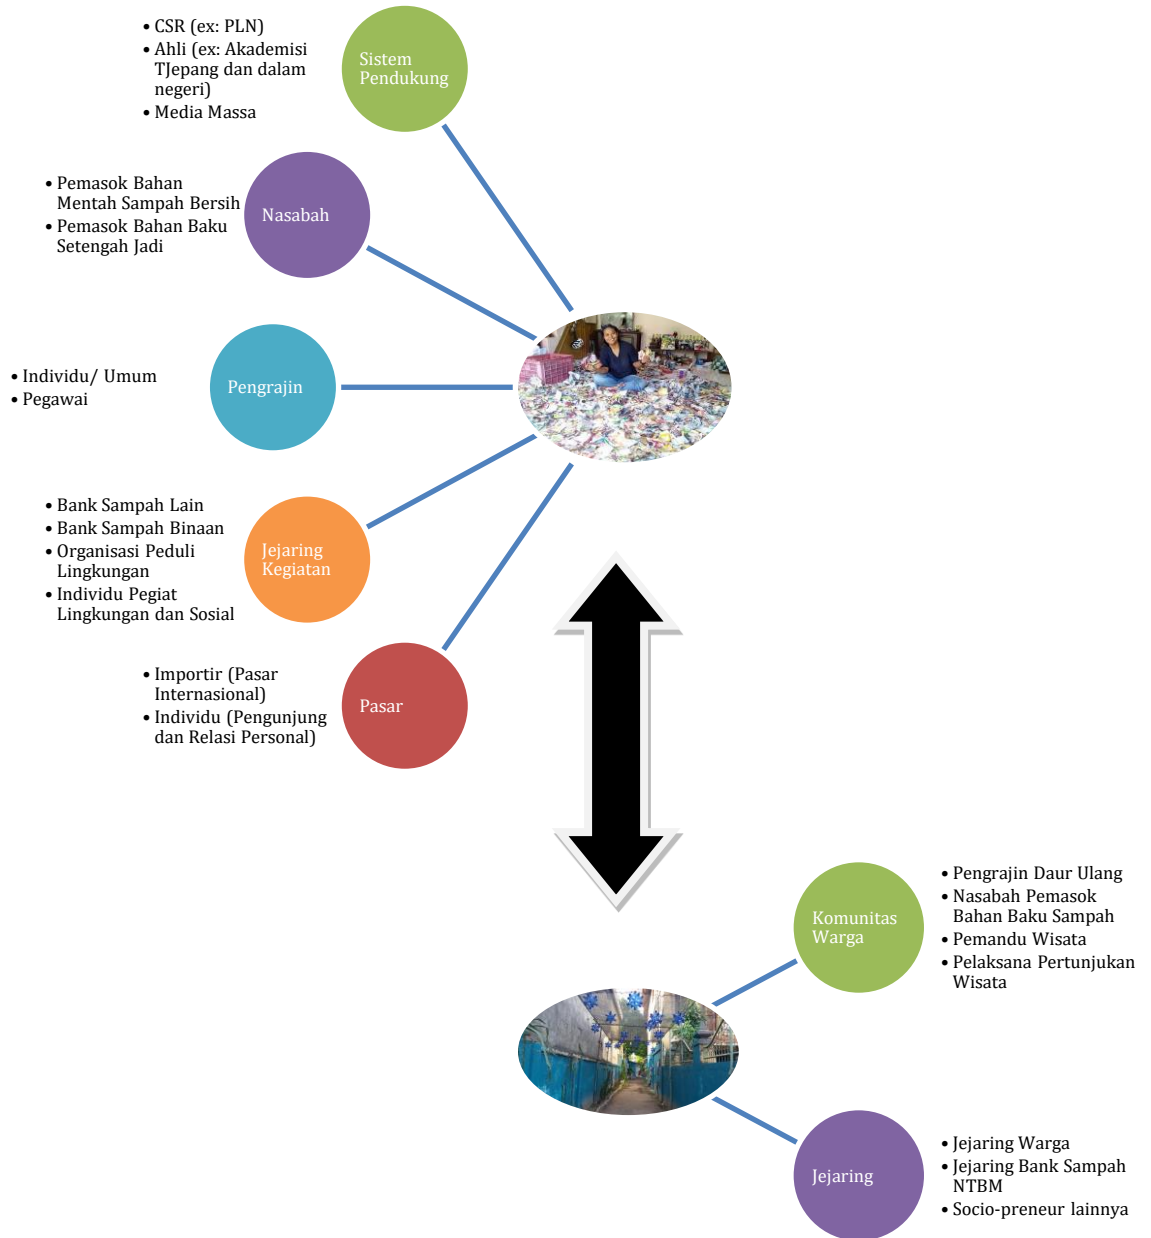 • CSR (ex: PLN)
• Ahli (ex: Akademisi
TJepang dan dalam
negeri)
• Media Massa
Sistem
Pendukung
• Pemasok Bahan
Mentah Sampah Bersih
• Pemasok Bahan Baku
Setengah Jadi
Nasabah
• Individu/ Umum
• Pegawai
Pengrajin
• Bank Sampah Lain
• Bank Sampah Binaan
• Organisasi Peduli
Lingkungan
• Individu Pegiat
Lingkungan dan Sosial
Jejaring
Kegiatan
• Importir (Pasar
Internasional)
• Individu (Pengunjung
dan Relasi Personal)
Pasar
Komunitas
Warga
• Pengrajin Daur Ulang
• Nasabah Pemasok
Bahan Baku Sampah
• Pemandu Wisata
• Pelaksana Pertunjukan
Wisata
Jejaring
• Jejaring Warga
• Jejaring Bank Sampah
NTBM
• Socio-preneur lainnya